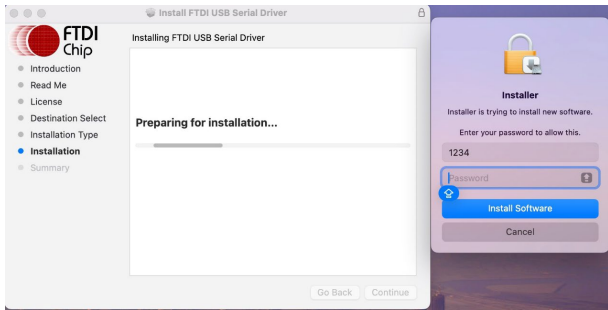 Install FTDI USB Serial Driver
FTDI
Chip
Introduction
Read Me
License
Destination Select
Installation Type
Installation
Summary
Installing FTDI USB Serial Driver
Preparing for installation...
Go Back
Continue
Installer
Installer is trying to install new software.
Enter your password to allow this.
1234
Password
Install Software
Cancel